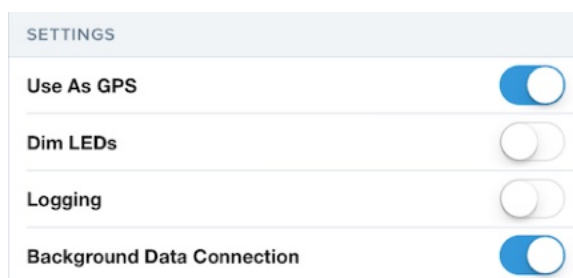 SETTINGS
Use As GPS
Dim LEDs
Logging
Background Data Connection